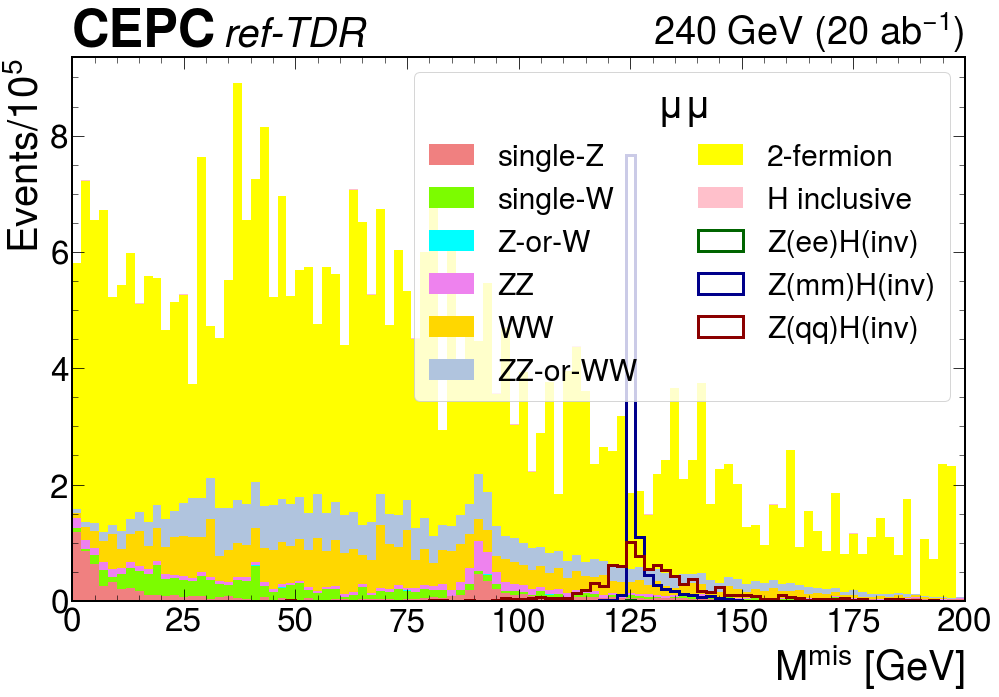 CEPC ref-TDR 240 GeV (20 ab⁻¹)
Events/10⁵
μμ
single-Z 2-fermion
single-W H inclusive
Z-or-W Z(ee)H(inv)
ZZ Z(mm)H(inv)
WW Z(qq)H(inv)
ZZ-or-WW
8
6
4
2
0
0 25 50 75 100 125 150 175 200
Mᵐⁱˢ [GeV]